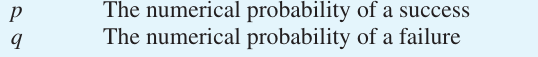 p The numerical probability of a success
q The numerical probability of a failure